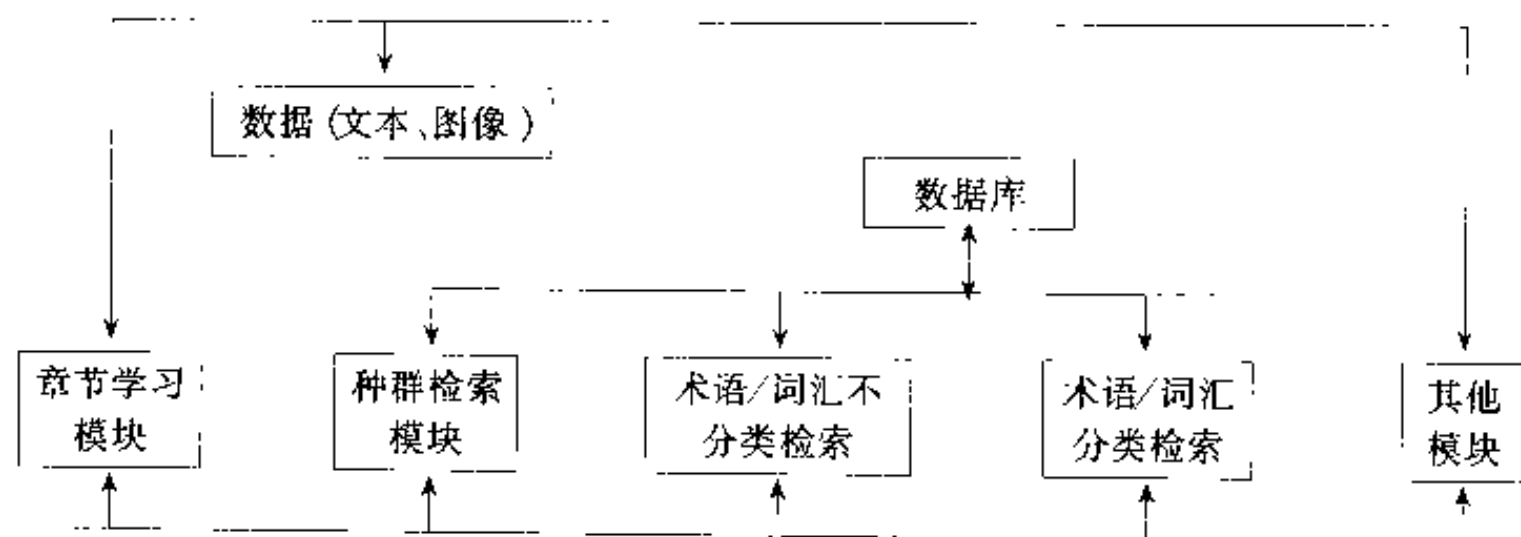 数据(文本、图像)
数据库
章节学习
模块
种群检索
模块
术语/词汇不
分类检索
术语/词汇
分类检索
其他
模块